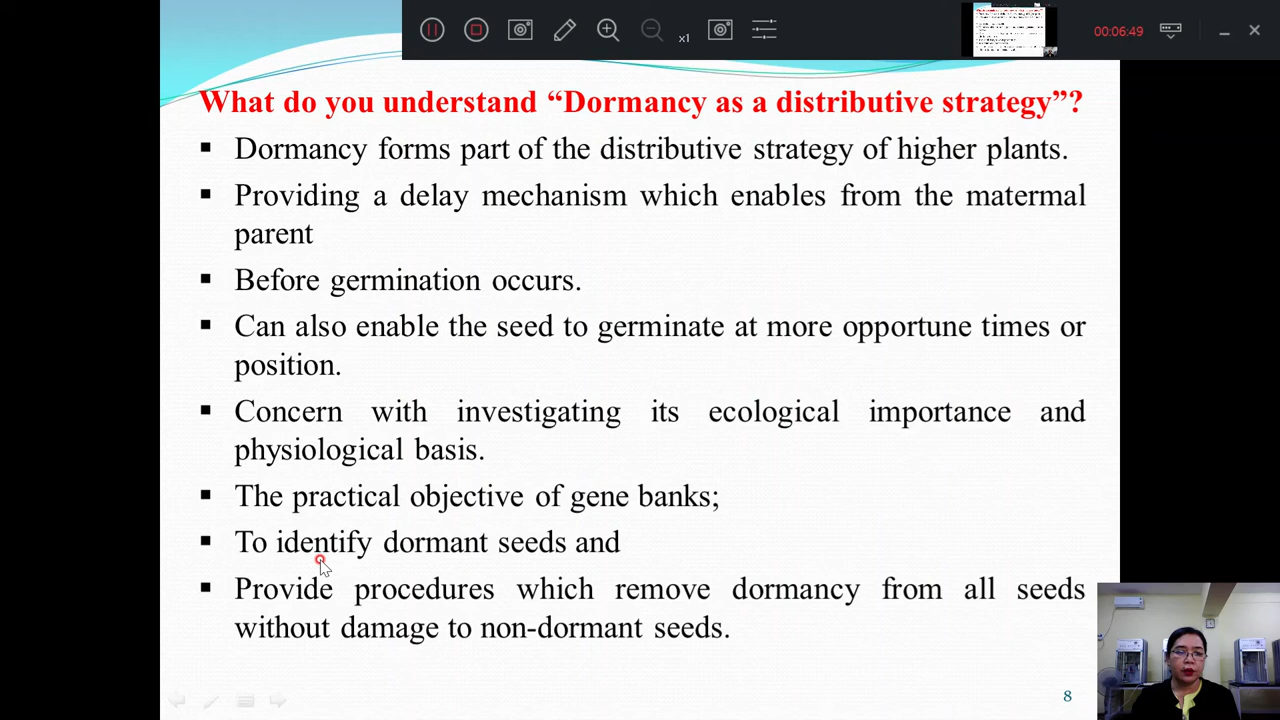 x1
00:06:49
What do you understand “Dormancy as a distributive strategy”?
▪ Dormancy forms part of the distributive strategy of higher plants.
▪ Providing a delay mechanism which enables from the matermal
parent
▪ Before germination occurs.
▪ Can also enable the seed to germinate at more opportune times or
position.
▪ Concern with investigating its ecological importance and
physiological basis.
▪ The practical objective of gene banks;
▪ To identify dormant seeds and
▪ Provide procedures which remove dormancy from all seeds
without damage to non-dormant seeds.
8